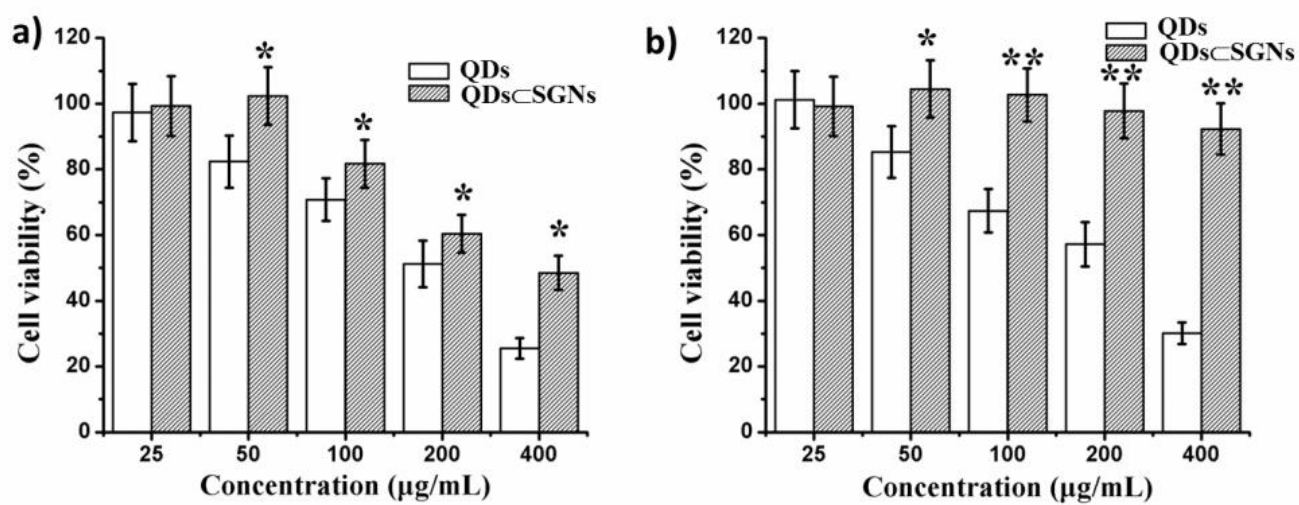 a)
QDs
QDs⊂SGNs
*
*
*
*
120
100
80
60
40
20
0
Cell viability (%)
25 50 100 200 400
Concentration (μg/mL)
b)
QDs
QDs⊂SGNs
*
**
**
**
120
100
80
60
40
20
0
Cell viability (%)
25 50 100 200 400
Concentration (μg/mL)